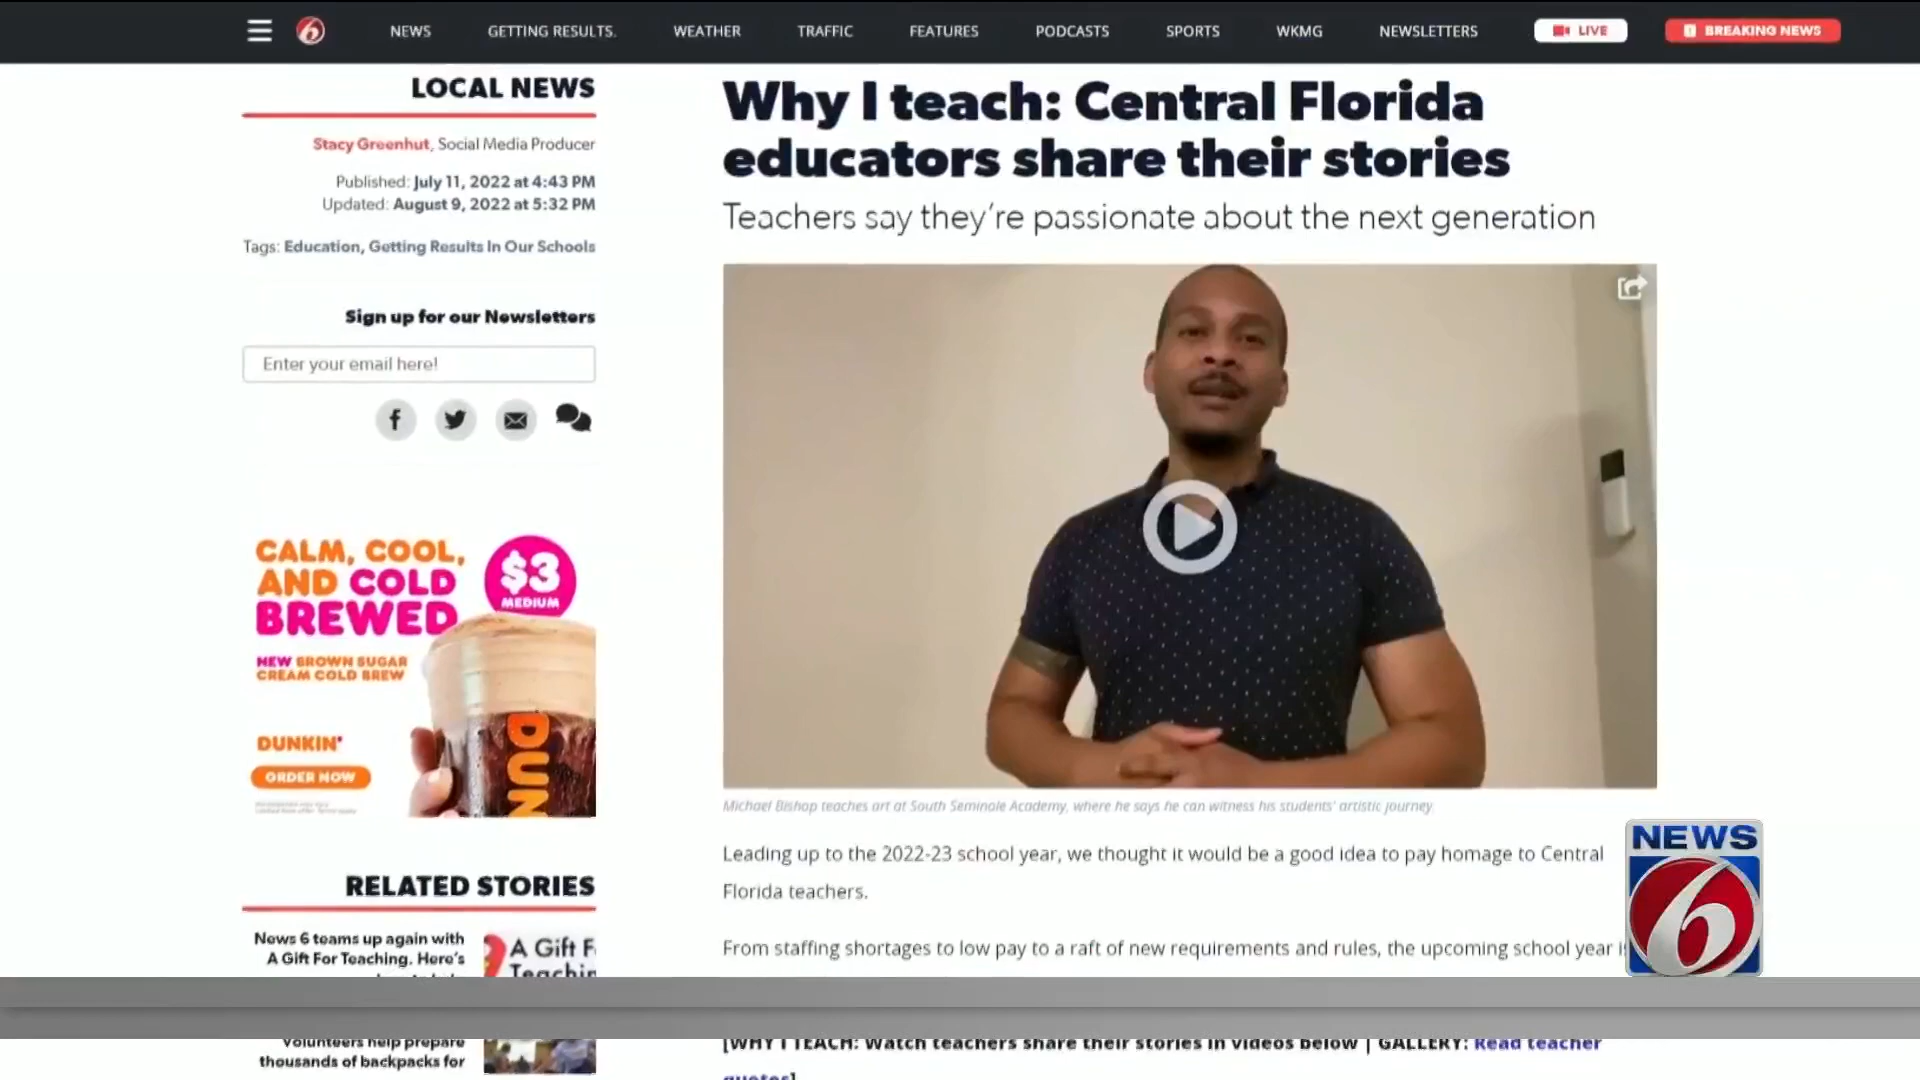 NEWS
GETTING RESULTS.
WEATHER
TRAFFIC
FEATURES
PODCASTS
SPORTS
WKMG
NEWSLETTERS
LIVE
BREAKING NEWS
LOCAL NEWS
Stacy Greenhut, Social Media Producer
Published: July 11, 2022 at 4:43 PM
Updated: August 9, 2022 at 5:32 PM
Tags: Education, Getting Results In Our Schools
Sign up for our Newsletters
Enter your email here!
CALM, COOL,
AND COLD
BREWED
$3
MEDIUM
NEW BROWN SUGAR
CREAM COLD BREW
DUNKIN'
ORDER NOW
DUN
RELATED STORIES
News 6 teams up again with
A Gift For Teaching. Here's
A Gift F
Teachin
Volunteers help prepare
thousands of backpacks for
Why I teach: Central Florida
educators share their stories
Teachers say they're passionate about the next generation
Michael Bishop teaches art at South Seminole Academy, where he says he can witness his students' artistic journey.
Leading up to the 2022-23 school year, we thought it would be a good idea to pay homage to Central
Florida teachers.
From staffing shortages to low pay to a raft of new requirements and rules, the upcoming school year
[WHY I TEACH: Watch teachers share their stories in videos below | GALLERY: Read teacher
quotes]
NEWS
6